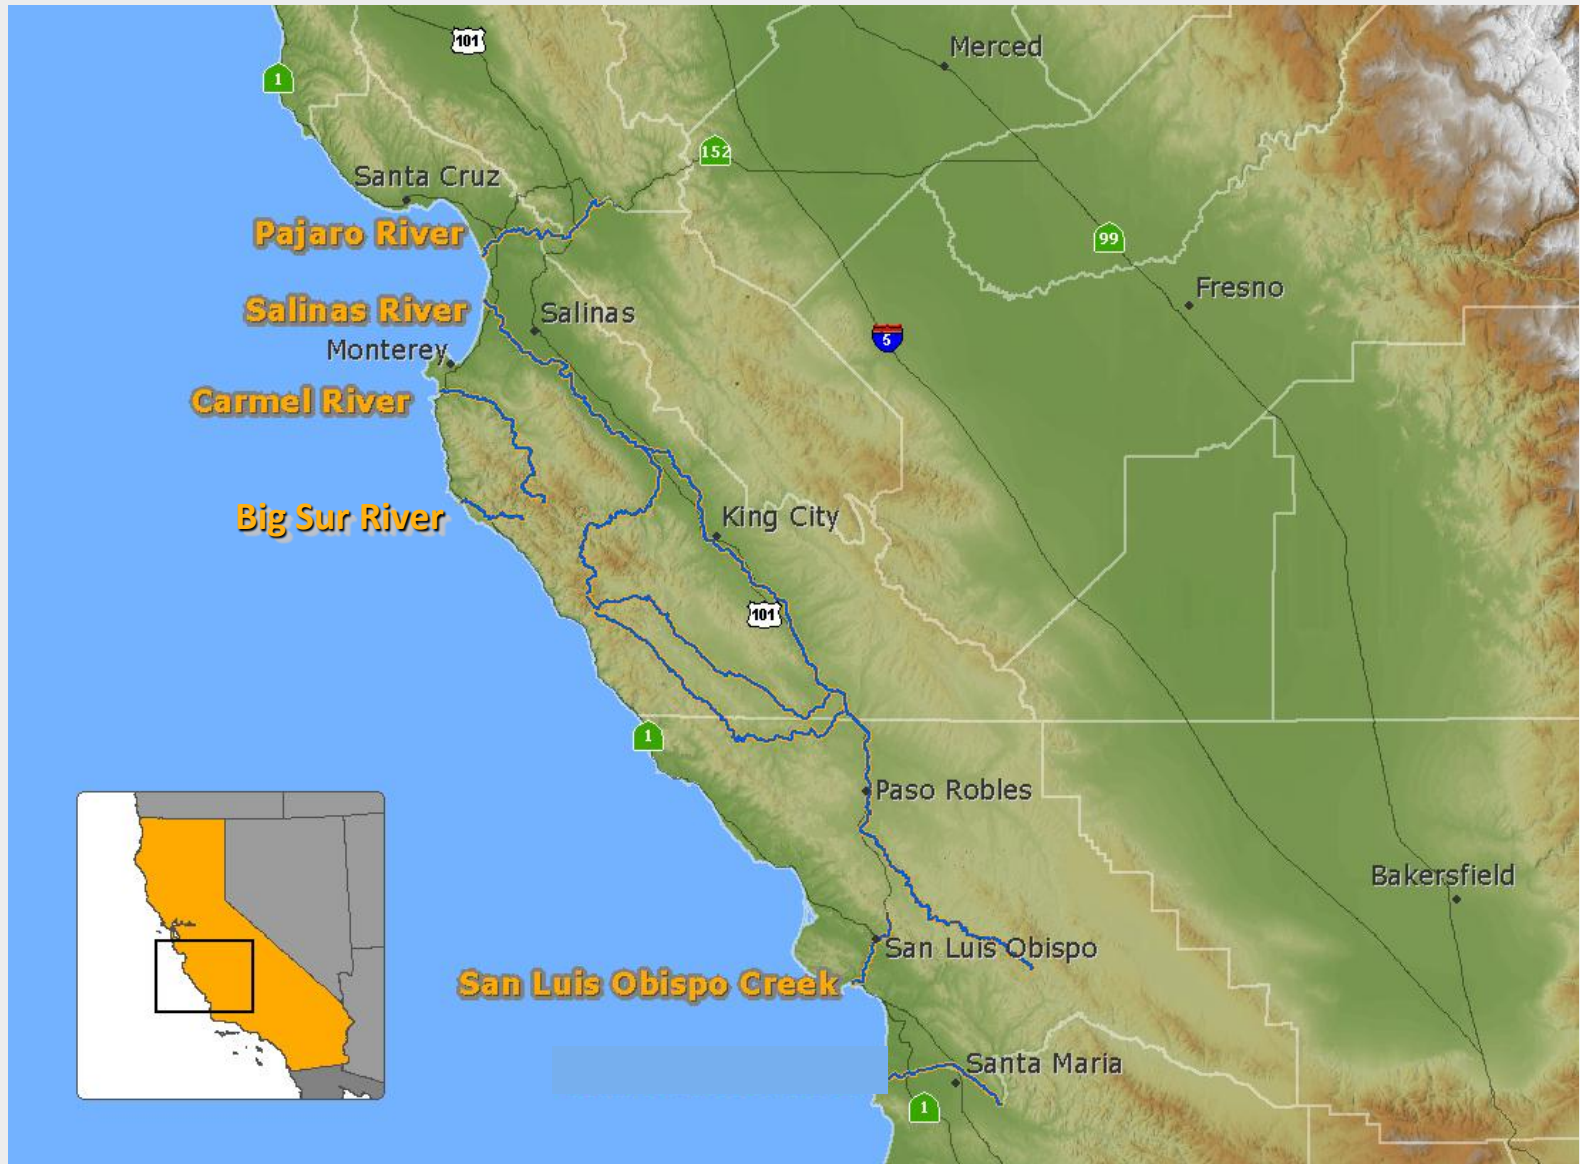 101
Merced
1
152
Santa Cruz
Pajaro River
99
Fresno
Salinas River
Salinas
5
Monterey
Carmel River
Big Sur River
King City
101
1
Paso Robles
Bakersfield
San Luis Obispo
San Luis Obispo Creek
Santa Maria
1